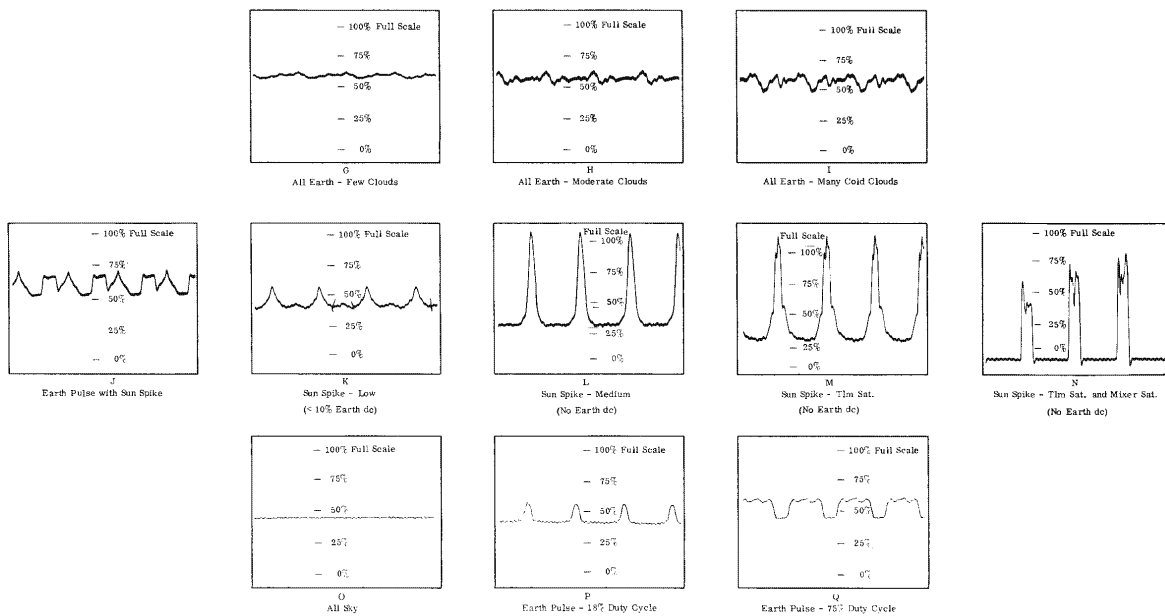 — 100% Full Scale
— 75%
— 50%
— 25%
— 0%
G
All Earth - Few Clouds
— 100% Full Scale
— 75%
— 50%
— 25%
— 0%
H
All Earth - Moderate Clouds
— 100% Full Scale
— 75%
— 50%
— 25%
— 0%
I
All Earth - Many Cold Clouds
— 100% Full Scale
— 75%
— 50%
25%
— 0%
J
Earth Pulse with Sun Spike
— 100% Full Scale
— 75%
— 50%
— 25%
— 0%
K
Sun Spike - Low
(< 10% Earth dc)
Full Scale
— 100%
— 75%
— 50%
— 25%
— 0%
L
Sun Spike - Medium
(No Earth dc)
Full Scale
— 100%
— 75%
— 50%
— 25%
— 0%
M
Sun Spike - Tlm Sat.
(No Earth dc)
— 100% Full Scale
— 75%
— 50%
— 25%
— 0%
N
Sun Spike - Tlm Sat. and Mixer Sat.
(No Earth dc)
— 100% Full Scale
— 75%
— 50%
— 25%
— 0%
O
All Sky
— 100% Full Scale
— 75%
— 50%
— 25%
— 0%
P
Earth Pulse - 18% Duty Cycle
— 100% Full Scale
— 75%
— 50%
— 25%
— 0%
Q
Earth Pulse - 75% Duty Cycle